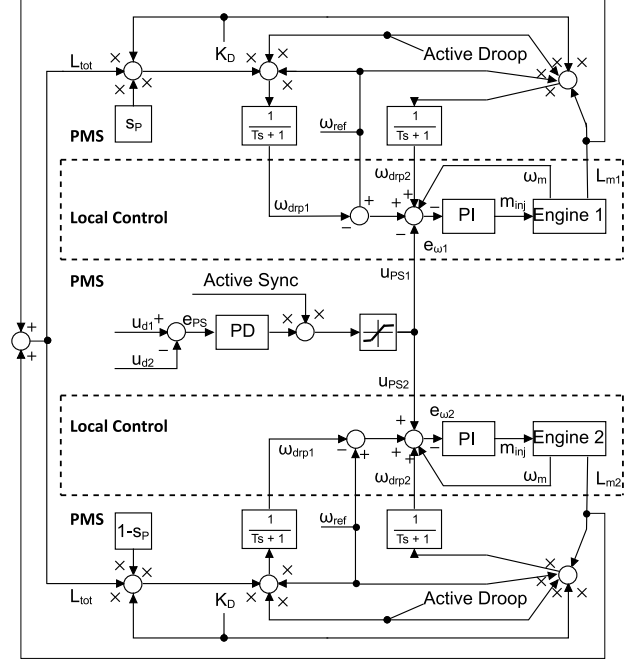 K_D
Active Droop
L_tot
s_P
1
Ts + 1
ω_ref
1
Ts + 1
PMS
ω_drp2
ω_m
L_m1
Local Control
ω_drp1
PI
m_inj
Engine 1
e_ω1
PMS
Active Sync
u_PS1
u_d1
e_PS
PD
u_d2
u_PS2
Local Control
e_ω2
PI
m_inj
Engine 2
ω_drp1
ω_drp2
ω_m
L_m2
PMS
1-s_P
1
Ts + 1
ω_ref
1
Ts + 1
L_tot
K_D
Active Droop